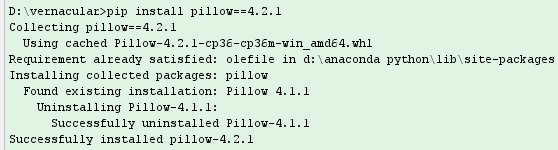 D:\vernacular>pip install pillow==4.2.1
Collecting pillow==4.2.1
  Using cached Pillow-4.2.1-cp36-cp36m-win_amd64.whl
Requirement already satisfied: olefile in d:\anaconda python\lib\site-packages
Installing collected packages: pillow
  Found existing installation: Pillow 4.1.1
    Uninstalling Pillow-4.1.1:
      Successfully uninstalled Pillow-4.1.1
Successfully installed pillow-4.2.1